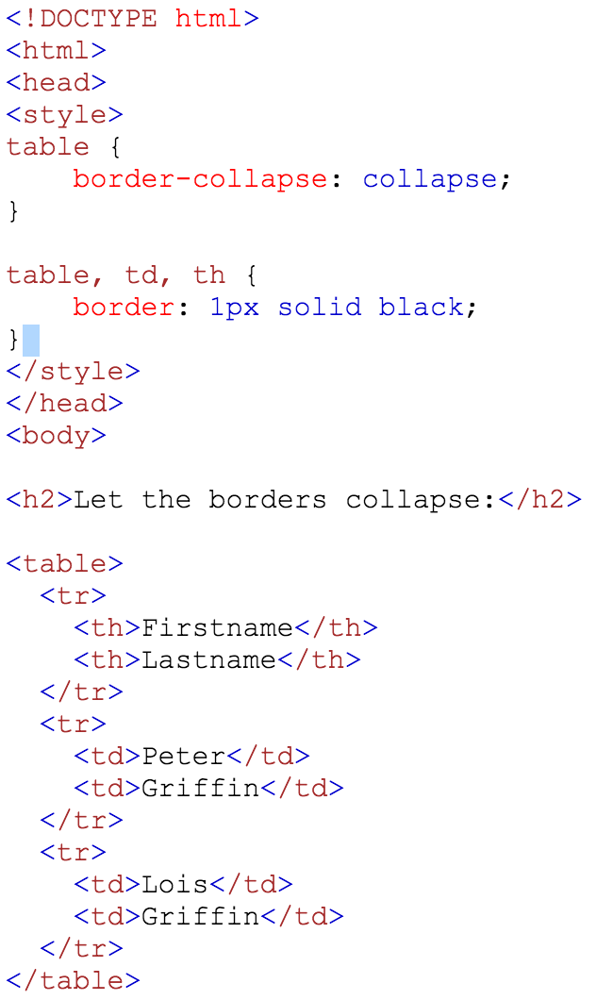 <!DOCTYPE html>
<html>
<head>
<style>
table {
    border-collapse: collapse;
}

table, td, th {
    border: 1px solid black;
}
</style>
</head>
<body>

<h2>Let the borders collapse:</h2>

<table>
  <tr>
    <th>Firstname</th>
    <th>Lastname</th>
  </tr>
  <tr>
    <td>Peter</td>
    <td>Griffin</td>
  </tr>
  <tr>
    <td>Lois</td>
    <td>Griffin</td>
  </tr>
</table>